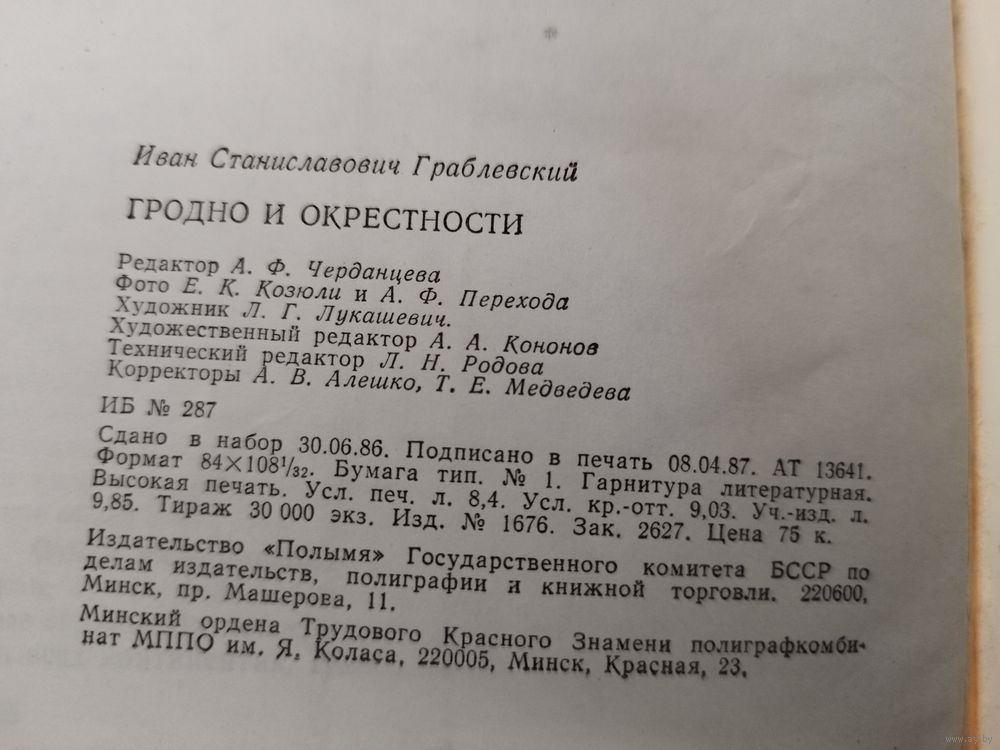 Иван Станиславович Граблевский
ГРОДНО И ОКРЕСТНОСТИ
Редактор А. Ф. Черданцева
Фото Е. К. Козюли и А. Ф. Перехода
Художник Л. Г. Лукашевич.
Художественный редактор А. А. Кононов
Технический редактор Л. Н. Родова
Корректоры А. В. Алешко, Т. Е. Медведева
ИБ № 287
Сдано в набор 30.06.86. Подписано в печать 08.04.87. АТ 13641.
Формат 84×108¹/₃₂. Бумага тип. № 1. Гарнитура литературная.
Высокая печать. Усл. печ. л. 8,4. Усл. кр.-отт. 9,03. Уч.-изд. л.
9,85. Тираж 30 000 экз. Изд. № 1676. Зак. 2627. Цена 75 к.
Издательство «Полымя» Государственного комитета БССР по
делам издательств, полиграфии и книжной торговли. 220600,
Минск, пр. Машерова, 11.
Минский ордена Трудового Красного Знамени полиграфкомби-
нат МППО им. Я. Коласа, 220005, Минск, Красная, 23.
www.ay.by